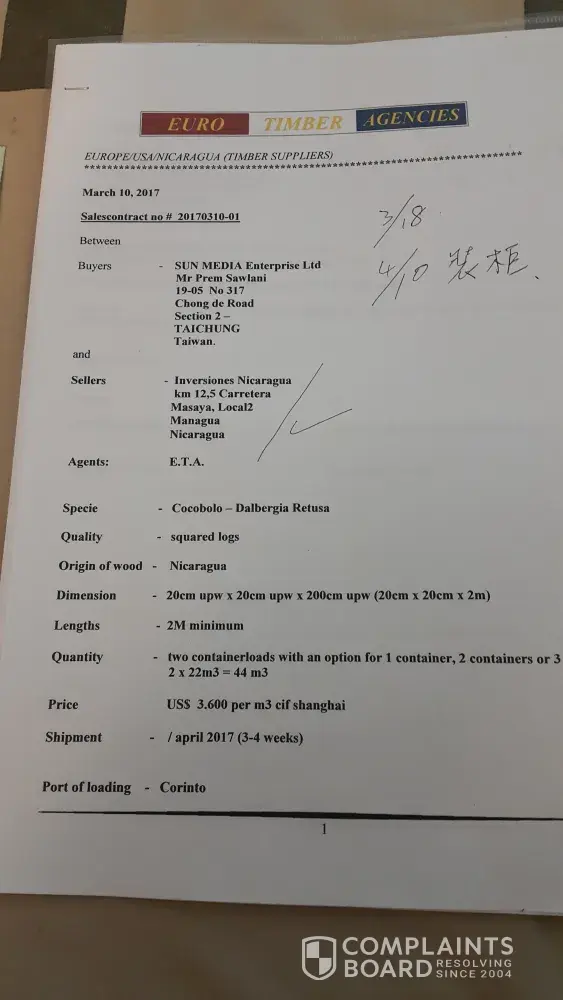 EURO TIMBER AGENCIES
EUROPE/USA/NICARAGUA (TIMBER SUPPLIERS)
************************************************************************************
March 10, 2017
Salescontract no # 20170310-01
3/18
Between
4/10 装柜、
Buyers - SUN MEDIA Enterprise Ltd
Mr Prem Sawlani
19-05 No 317
Chong de Road
Section 2 –
TAICHUNG
Taiwan.
and
Sellers - Inversiones Nicaragua
km 12,5 Carretera
Masaya, Local2
Managua
Nicaragua
Agents: E.T.A.
Specie - Cocobolo – Dalbergia Retusa
Quality - squared logs
Origin of wood - Nicaragua
Dimension - 20cm upw x 20cm upw x 200cm upw (20cm x 20cm x 2m)
Lengths - 2M minimum
Quantity - two containerloads with an option for 1 container, 2 containers or 3
2 x 22m3 = 44 m3
Price US$ 3.600 per m3 cif shanghai
Shipment - / april 2017 (3-4 weeks)
Port of loading - Corinto
1
COMPLAINTS
BOARD RESOLVING
SINCE 2004